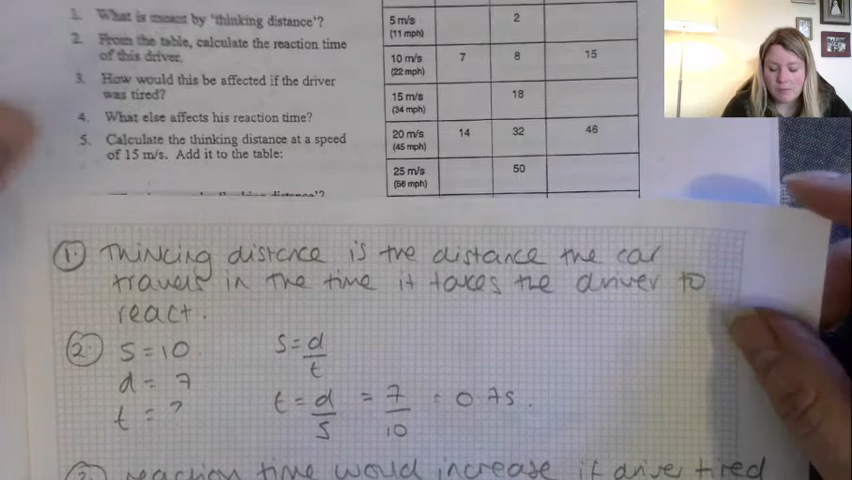 1. What is meant by 'thinking distance'?
2. From the table, calculate the reaction time
of this driver.
3. How would this be affected if the driver
was tired?
4. What else affects his reaction time?
5. Calculate the thinking distance at a speed
of 15 m/s. Add it to the table:
5 m/s
(11 mph)
2
10 m/s
(22 mph)
7
8
15
15 m/s
(34 mph)
18
20 m/s
(45 mph)
14
32
46
25 m/s
(56 mph)
50
1. Thinking distance is the distance the car
travels in the time it takes the driver to
react.
2. S = 10
d = 7
t = ?
S = d/t
t = d/S = 7/10 = 0.7s.
3. reaction time would increase if driver tired